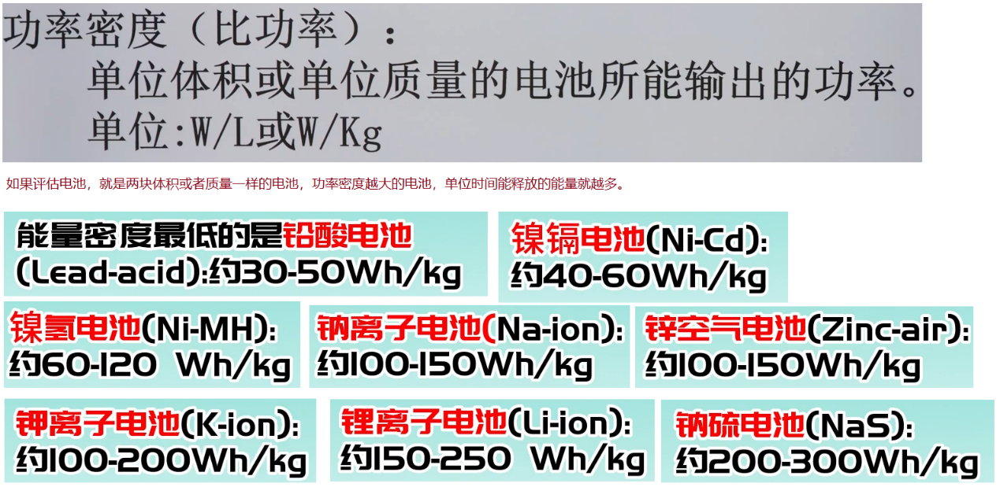 功率密度（比功率）：
单位体积或单位质量的电池所能输出的功率。
单位:W/L或W/Kg
如果评估电池，就是两块体积或者质量一样的电池，功率密度越大的电池，单位时间能释放的能量就越多。
能量密度最低的是铅酸电池
(Lead-acid):约30-50Wh/kg
镍镉电池(Ni-Cd):
约40-60Wh/kg
镍氢电池(Ni-MH):
约60-120 Wh/kg
钠离子电池(Na-ion):
约100-150Wh/kg
锌空气电池(Zinc-air):
约100-150Wh/kg
钾离子电池(K-ion):
约100-200Wh/kg
锂离子电池(Li-ion):
约150-250 Wh/kg
钠硫电池(NaS):
约200-300Wh/kg